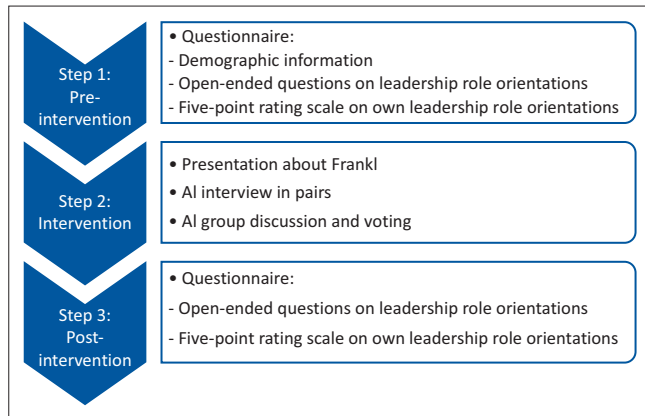 Step 1:
Pre-
intervention
• Questionnaire:
- Demographic information
- Open-ended questions on leadership role orientations
- Five-point rating scale on own leadership role orientations
Step 2:
Intervention
• Presentation about Frankl
• Al interview in pairs
• Al group discussion and voting
Step 3:
Post-
intervention
• Questionnaire:
- Open-ended questions on leadership role orientations
- Five-point rating scale on own leadership role orientations